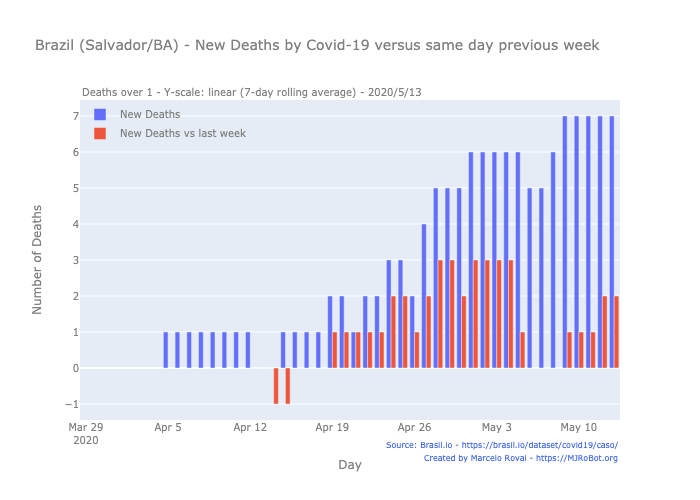 Brazil (Salvador/BA) - New Deaths by Covid-19 versus same day previous week
Deaths over 1 - Y-scale: linear (7-day rolling average) - 2020/5/13
New Deaths
New Deaths vs last week
7
6
5
4
3
2
1
0
−1
Number of Deaths
Mar 29 Apr 5 Apr 12 Apr 19 Apr 26 May 3 May 10
2020
Source: Brasil.io - https://brasil.io/dataset/covid19/caso/
Created by Marcelo Rovai - https://MJRoBot.org
Day